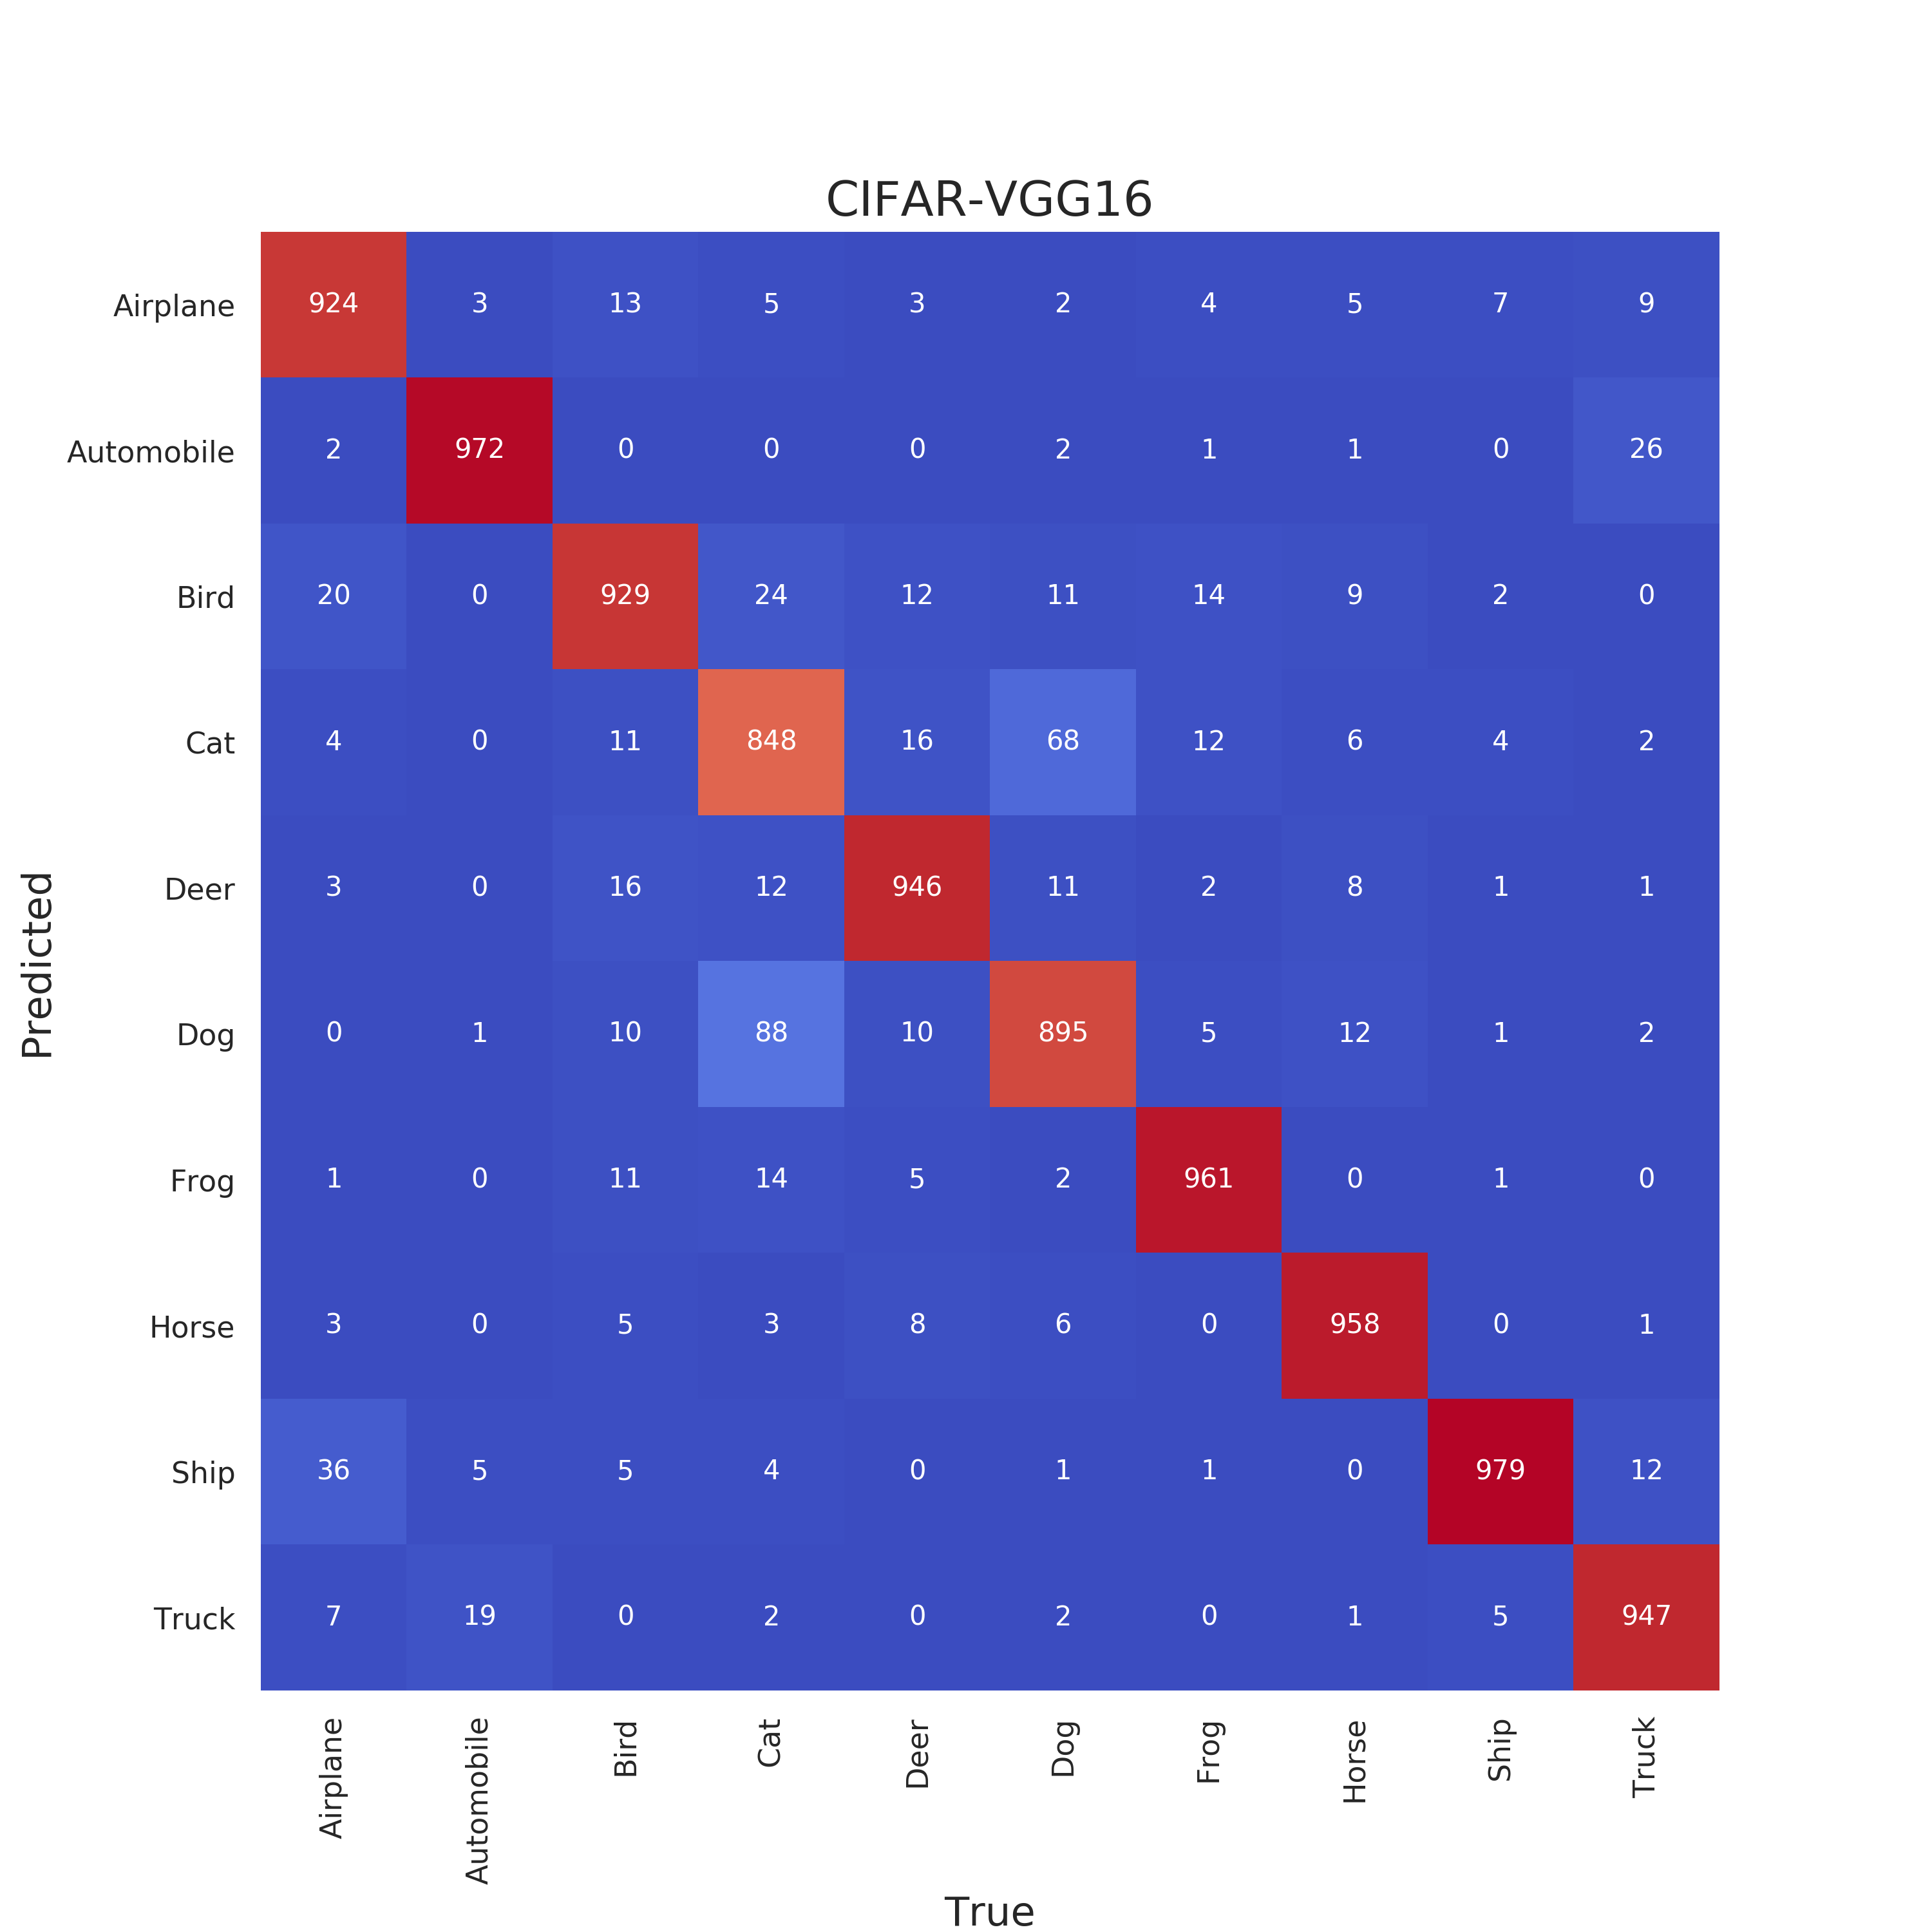 CIFAR-VGG16
Airplane 924 3 13 5 3 2 4 5 7 9
Automobile 2 972 0 0 0 2 1 1 0 26
Bird 20 0 929 24 12 11 14 9 2 0
Cat 4 0 11 848 16 68 12 6 4 2
Deer 3 0 16 12 946 11 2 8 1 1
Dog 0 1 10 88 10 895 5 12 1 2
Frog 1 0 11 14 5 2 961 0 1 0
Horse 3 0 5 3 8 6 0 958 0 1
Ship 36 5 5 4 0 1 1 0 979 12
Truck 7 19 0 2 0 2 0 1 5 947
Predicted
Airplane Automobile Bird Cat Deer Dog Frog Horse Ship Truck
True